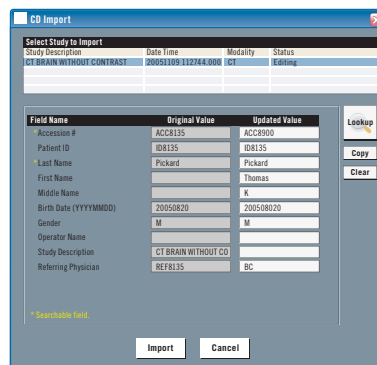 CD Import
Select Study to Import
Study Description Date Time Modality Status
CT BRAIN WITHOUT CONTRAST 20051109 112744.000 CT Editing
Field Name Original Value Updated Value
*Accession # ACC8135 ACC8900
Patient ID ID8135 ID8135
*Last Name Pickard Pickard
First Name Thomas
Middle Name K
Birth Date (YYYYMMDD) 20050820 200508020
Gender M M
Operator Name
Study Description CT BRAIN WITHOUT CO
Referring Physician REF8135 BC
* Searchable field.
Lookup
Copy
Clear
Import Cancel